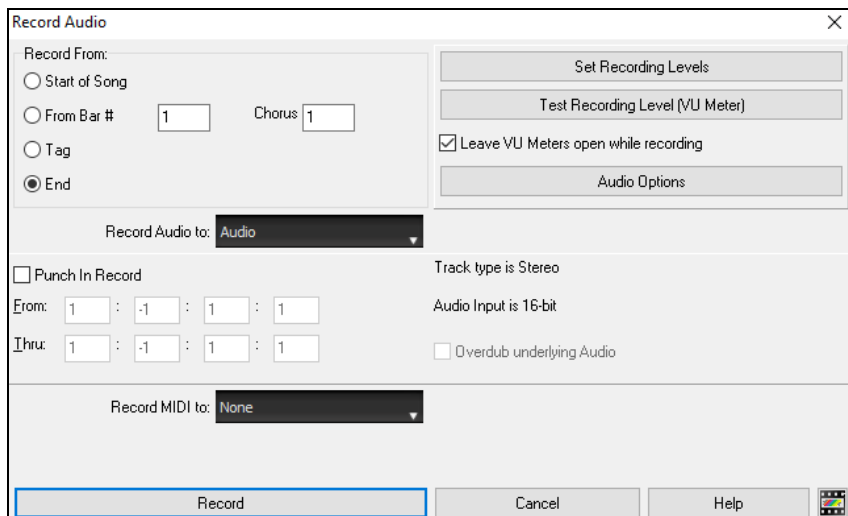 Record Audio
Record From:
Start of Song
From Bar # 1 Chorus 1
Tag
End
Set Recording Levels
Test Recording Level (VU Meter)
Leave VU Meters open while recording
Audio Options
Record Audio to: Audio
Punch In Record
From: 1 : -1 : 1 : 1
Thru: 1 : -1 : 1 : 1
Track type is Stereo
Audio Input is 16-bit
Overdub underlying Audio
Record MIDI to: None
Record
Cancel
Help